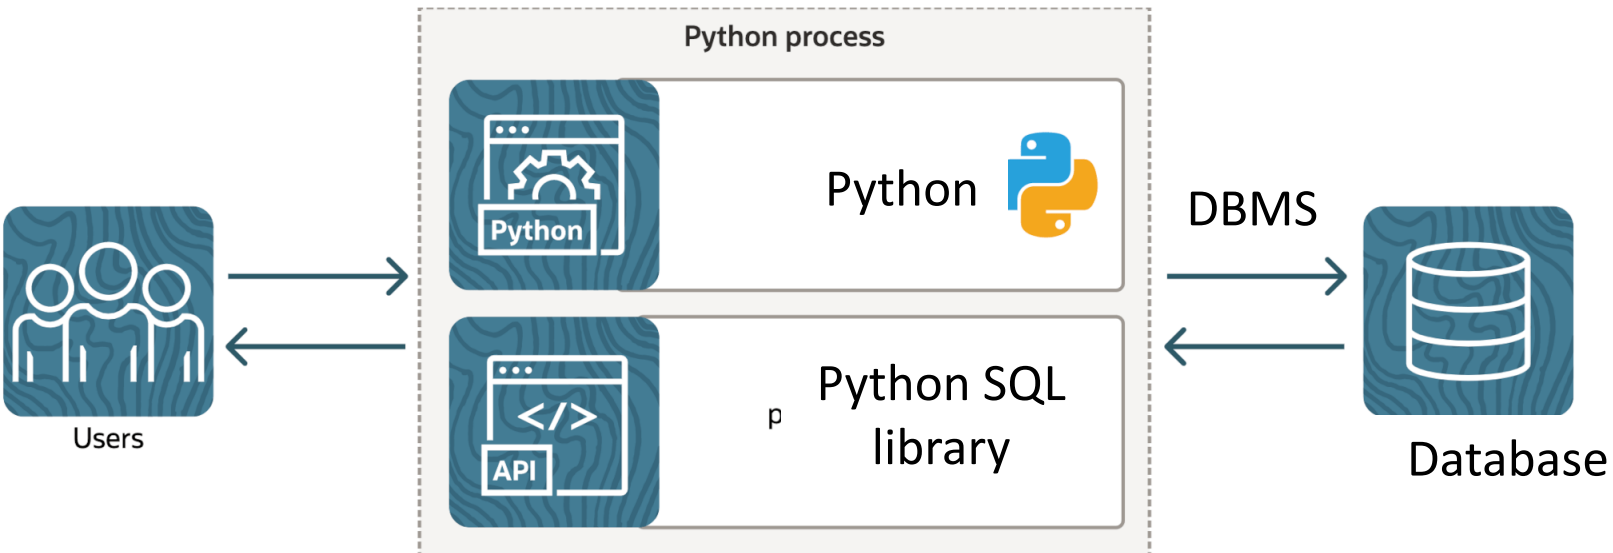 Python process
Python
Python
DBMS
Users
API
p
Python SQL
library
Database